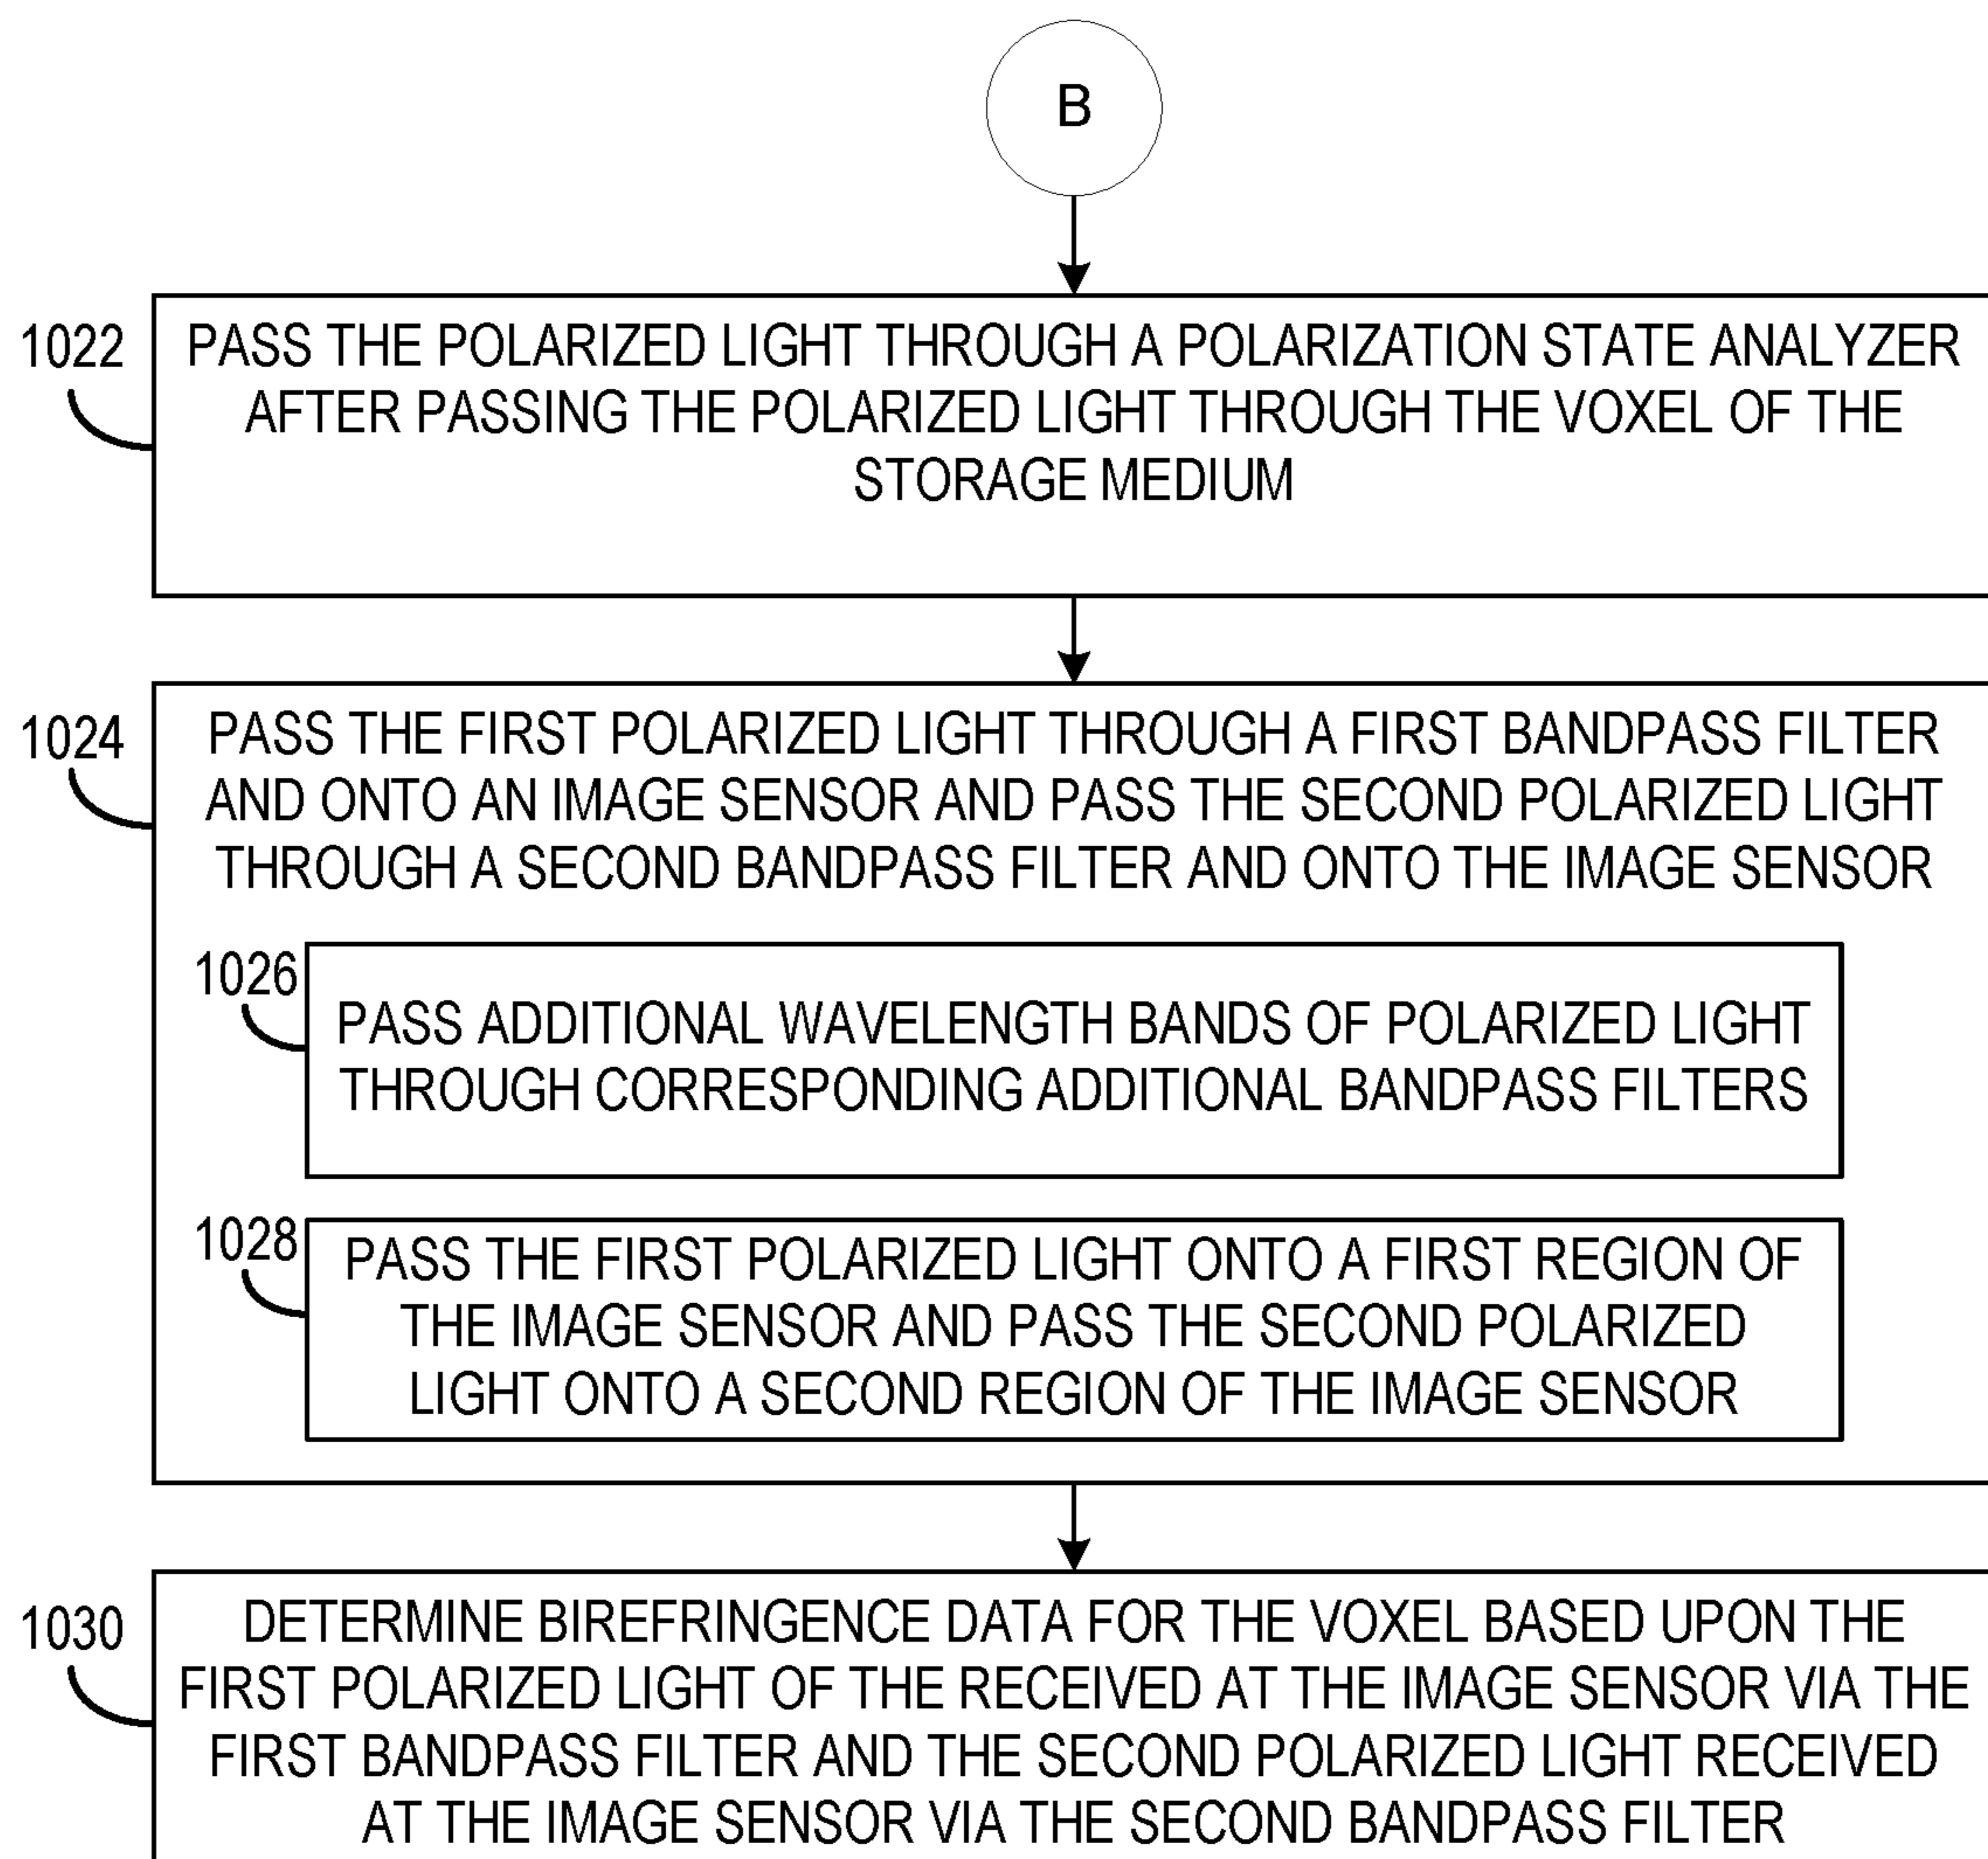 B
1022
PASS THE POLARIZED LIGHT THROUGH A POLARIZATION STATE ANALYZER
AFTER PASSING THE POLARIZED LIGHT THROUGH THE VOXEL OF THE
STORAGE MEDIUM
1024
PASS THE FIRST POLARIZED LIGHT THROUGH A FIRST BANDPASS FILTER
AND ONTO AN IMAGE SENSOR AND PASS THE SECOND POLARIZED LIGHT
THROUGH A SECOND BANDPASS FILTER AND ONTO THE IMAGE SENSOR
1026
PASS ADDITIONAL WAVELENGTH BANDS OF POLARIZED LIGHT
THROUGH CORRESPONDING ADDITIONAL BANDPASS FILTERS
1028
PASS THE FIRST POLARIZED LIGHT ONTO A FIRST REGION OF
THE IMAGE SENSOR AND PASS THE SECOND POLARIZED
LIGHT ONTO A SECOND REGION OF THE IMAGE SENSOR
1030
DETERMINE BIREFRINGENCE DATA FOR THE VOXEL BASED UPON THE
FIRST POLARIZED LIGHT OF THE RECEIVED AT THE IMAGE SENSOR VIA THE
FIRST BANDPASS FILTER AND THE SECOND POLARIZED LIGHT RECEIVED
AT THE IMAGE SENSOR VIA THE SECOND BANDPASS FILTER